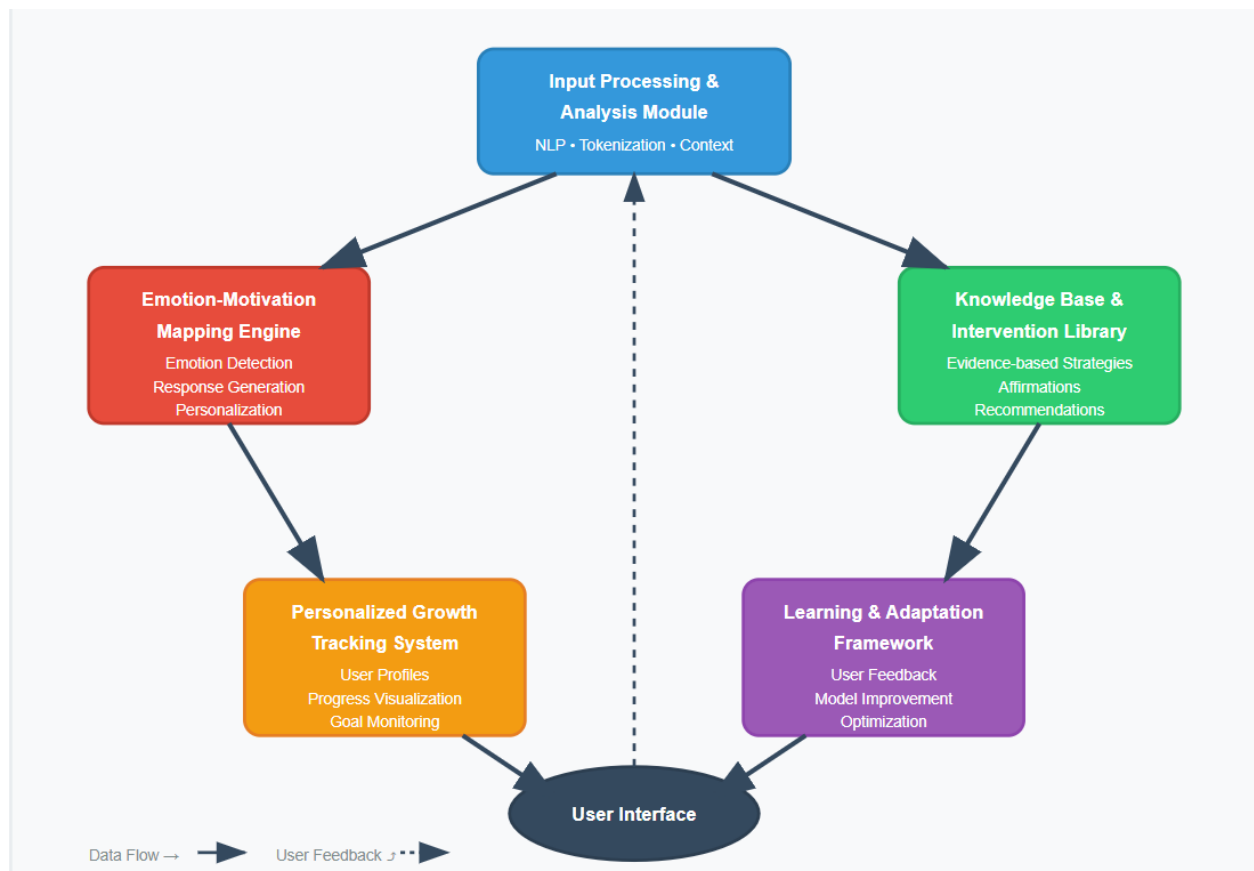 Input Processing &
Analysis Module
NLP • Tokenization • Context
Emotion-Motivation
Mapping Engine
Emotion Detection
Response Generation
Personalization
Knowledge Base &
Intervention Library
Evidence-based Strategies
Affirmations
Recommendations
Personalized Growth
Tracking System
User Profiles
Progress Visualization
Goal Monitoring
Learning & Adaptation
Framework
User Feedback
Model Improvement
Optimization
User Interface
Data Flow →
User Feedback ⤴